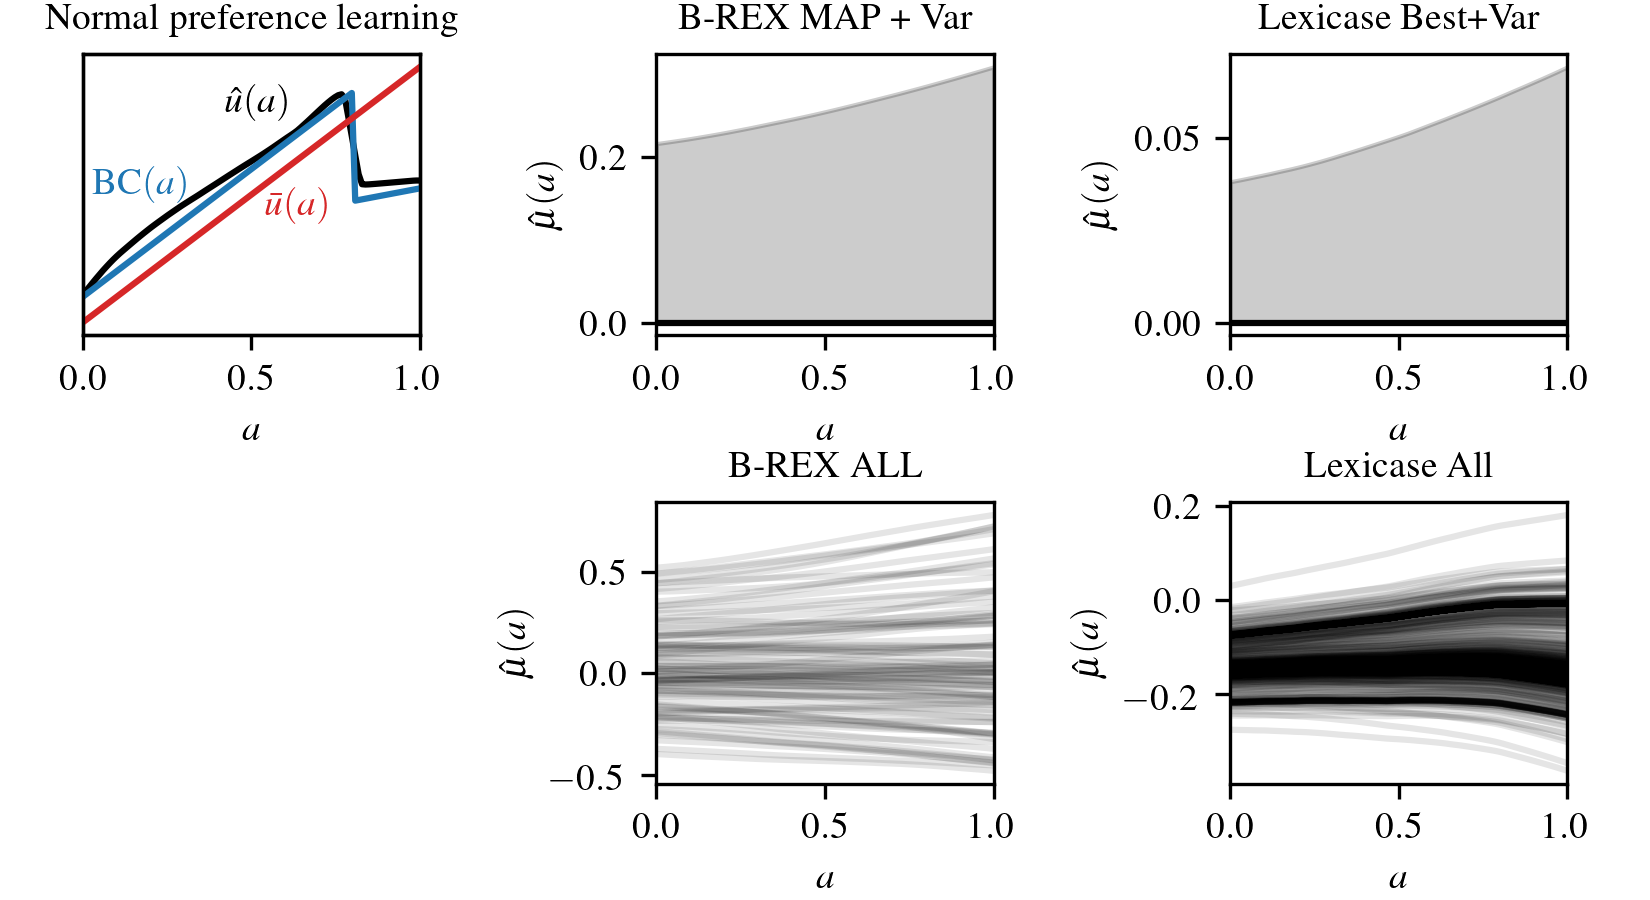 Normal preference learning
û(a)
BC(a)
ū(a)
0.0 0.5 1.0
a
B-REX MAP + Var
0.2
0.0
μ̂(a)
0.0 0.5 1.0
a
Lexicase Best+Var
0.05
0.00
μ̂(a)
0.0 0.5 1.0
a
B-REX ALL
0.5
0.0
−0.5
μ̂(a)
0.0 0.5 1.0
a
Lexicase All
0.2
0.0
−0.2
μ̂(a)
0.0 0.5 1.0
a